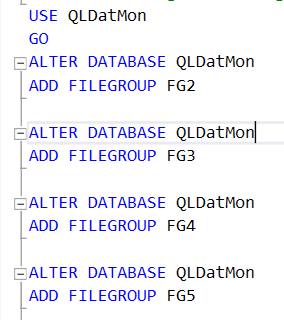 USE QLDatMon
GO
ALTER DATABASE QLDatMon
ADD FILEGROUP FG2
ALTER DATABASE QLDatMon
ADD FILEGROUP FG3
ALTER DATABASE QLDatMon
ADD FILEGROUP FG4
ALTER DATABASE QLDatMon
ADD FILEGROUP FG5